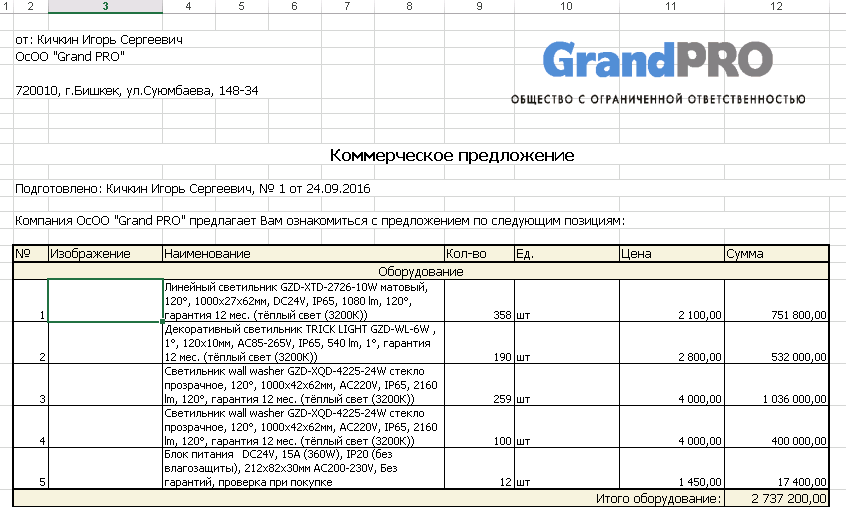 1 2 3 4 5 6 7 8 9 10 11 12
от: Кичкин Игорь Сергеевич
ОсОО "Grand PRO"
GrandPRO
720010, г.Бишкек, ул.Суюмбаева, 148-34
ОБЩЕСТВО С ОГРАНИЧЕННОЙ ОТВЕТСТВЕННОСТЬЮ
Коммерческое предложение
Подготовлено: Кичкин Игорь Сергеевич, № 1 от 24.09.2016
Компания ОсОО "Grand PRO" предлагает Вам ознакомиться с предложением по следующим позициям:
№ Изображение Наименование Кол-во Ед. Цена Сумма
Оборудование
Линейный светильник GZD-XTD-2726-10W матовый,
120°, 1000х27х62мм, DC24V, IP65, 1080 lm, 120°,
1 гарантия 12 мес. (тёплый свет (3200К)) 358 шт 2 100,00 751 800,00
Декоративный светильник TRICK LIGHT GZD-WL-6W ,
1°, 120х10мм, AC85-265V, IP65, 540 lm, 1°, гарантия
2 12 мес. (тёплый свет (3200К)) 190 шт 2 800,00 532 000,00
Светильник wall washer GZD-XQD-4225-24W стекло
прозрачное, 120°, 1000х42х62мм, AC220V, IP65, 2160
3 lm, 120°, гарантия 12 мес. (тёплый свет (3200К)) 259 шт 4 000,00 1 036 000,00
Светильник wall washer GZD-XQD-4225-24W стекло
прозрачное, 120°, 1000х42х62мм, AC220V, IP65, 2160
4 lm, 120°, гарантия 12 мес. (тёплый свет (3200К)) 100 шт 4 000,00 400 000,00
Блок питания DC24V, 15A (360W), IP20 (без
влагозащиты), 212х82х30мм AC200-230V, Без
5 гарантий, проверка при покупке 12 шт 1 450,00 17 400,00
Итого оборудование: 2 737 200,00